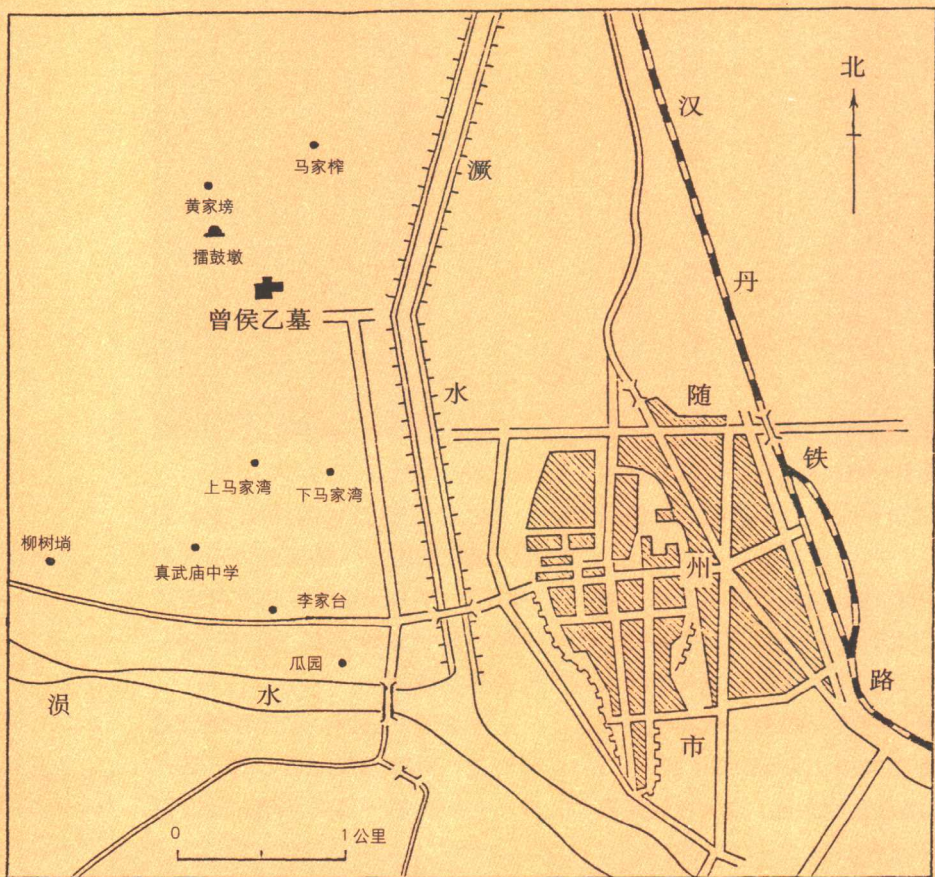 北
汉
丹
铁
路
马家榨
黄家塝
擂鼓墩
曾侯乙墓
㵐
水
随
州
市
上马家湾
下马家湾
柳树垱
真武庙中学
李家台
瓜园
涢
水
0
1公里